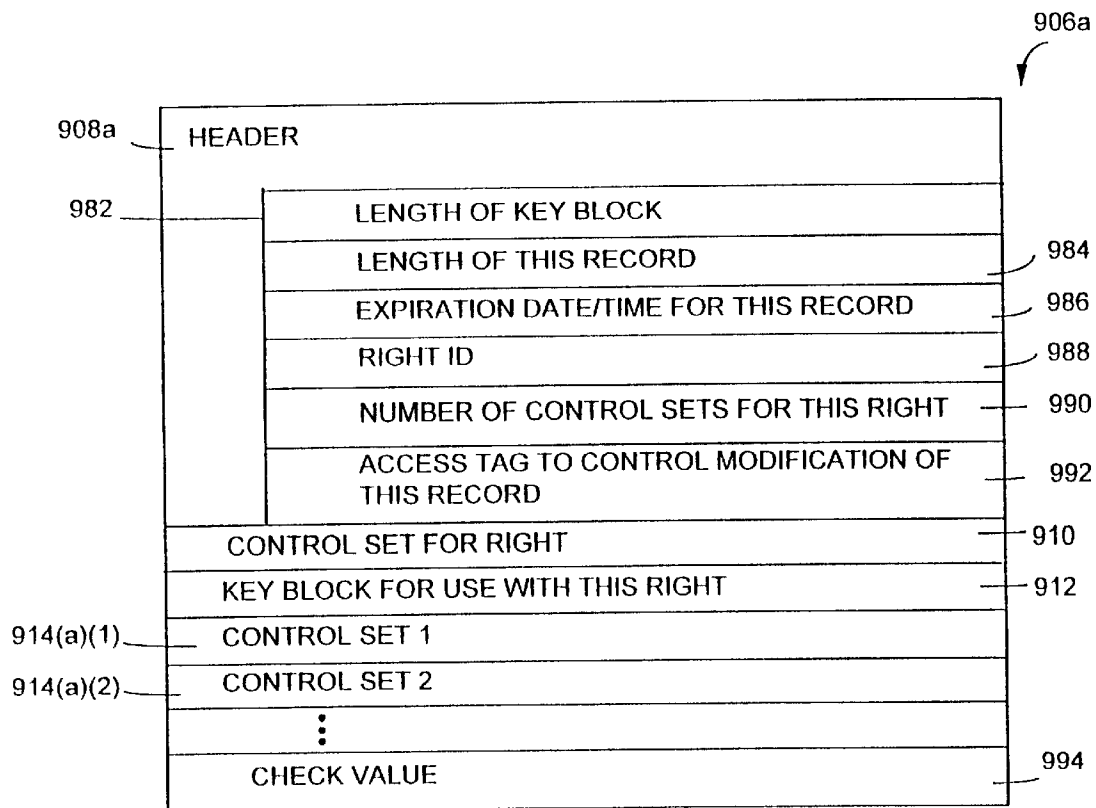 906a
908a HEADER
982 LENGTH OF KEY BLOCK
LENGTH OF THIS RECORD 984
EXPIRATION DATE/TIME FOR THIS RECORD 986
RIGHT ID 988
NUMBER OF CONTROL SETS FOR THIS RIGHT 990
ACCESS TAG TO CONTROL MODIFICATION OF
THIS RECORD 992
CONTROL SET FOR RIGHT 910
KEY BLOCK FOR USE WITH THIS RIGHT 912
914(a)(1) CONTROL SET 1
914(a)(2) CONTROL SET 2
CHECK VALUE 994